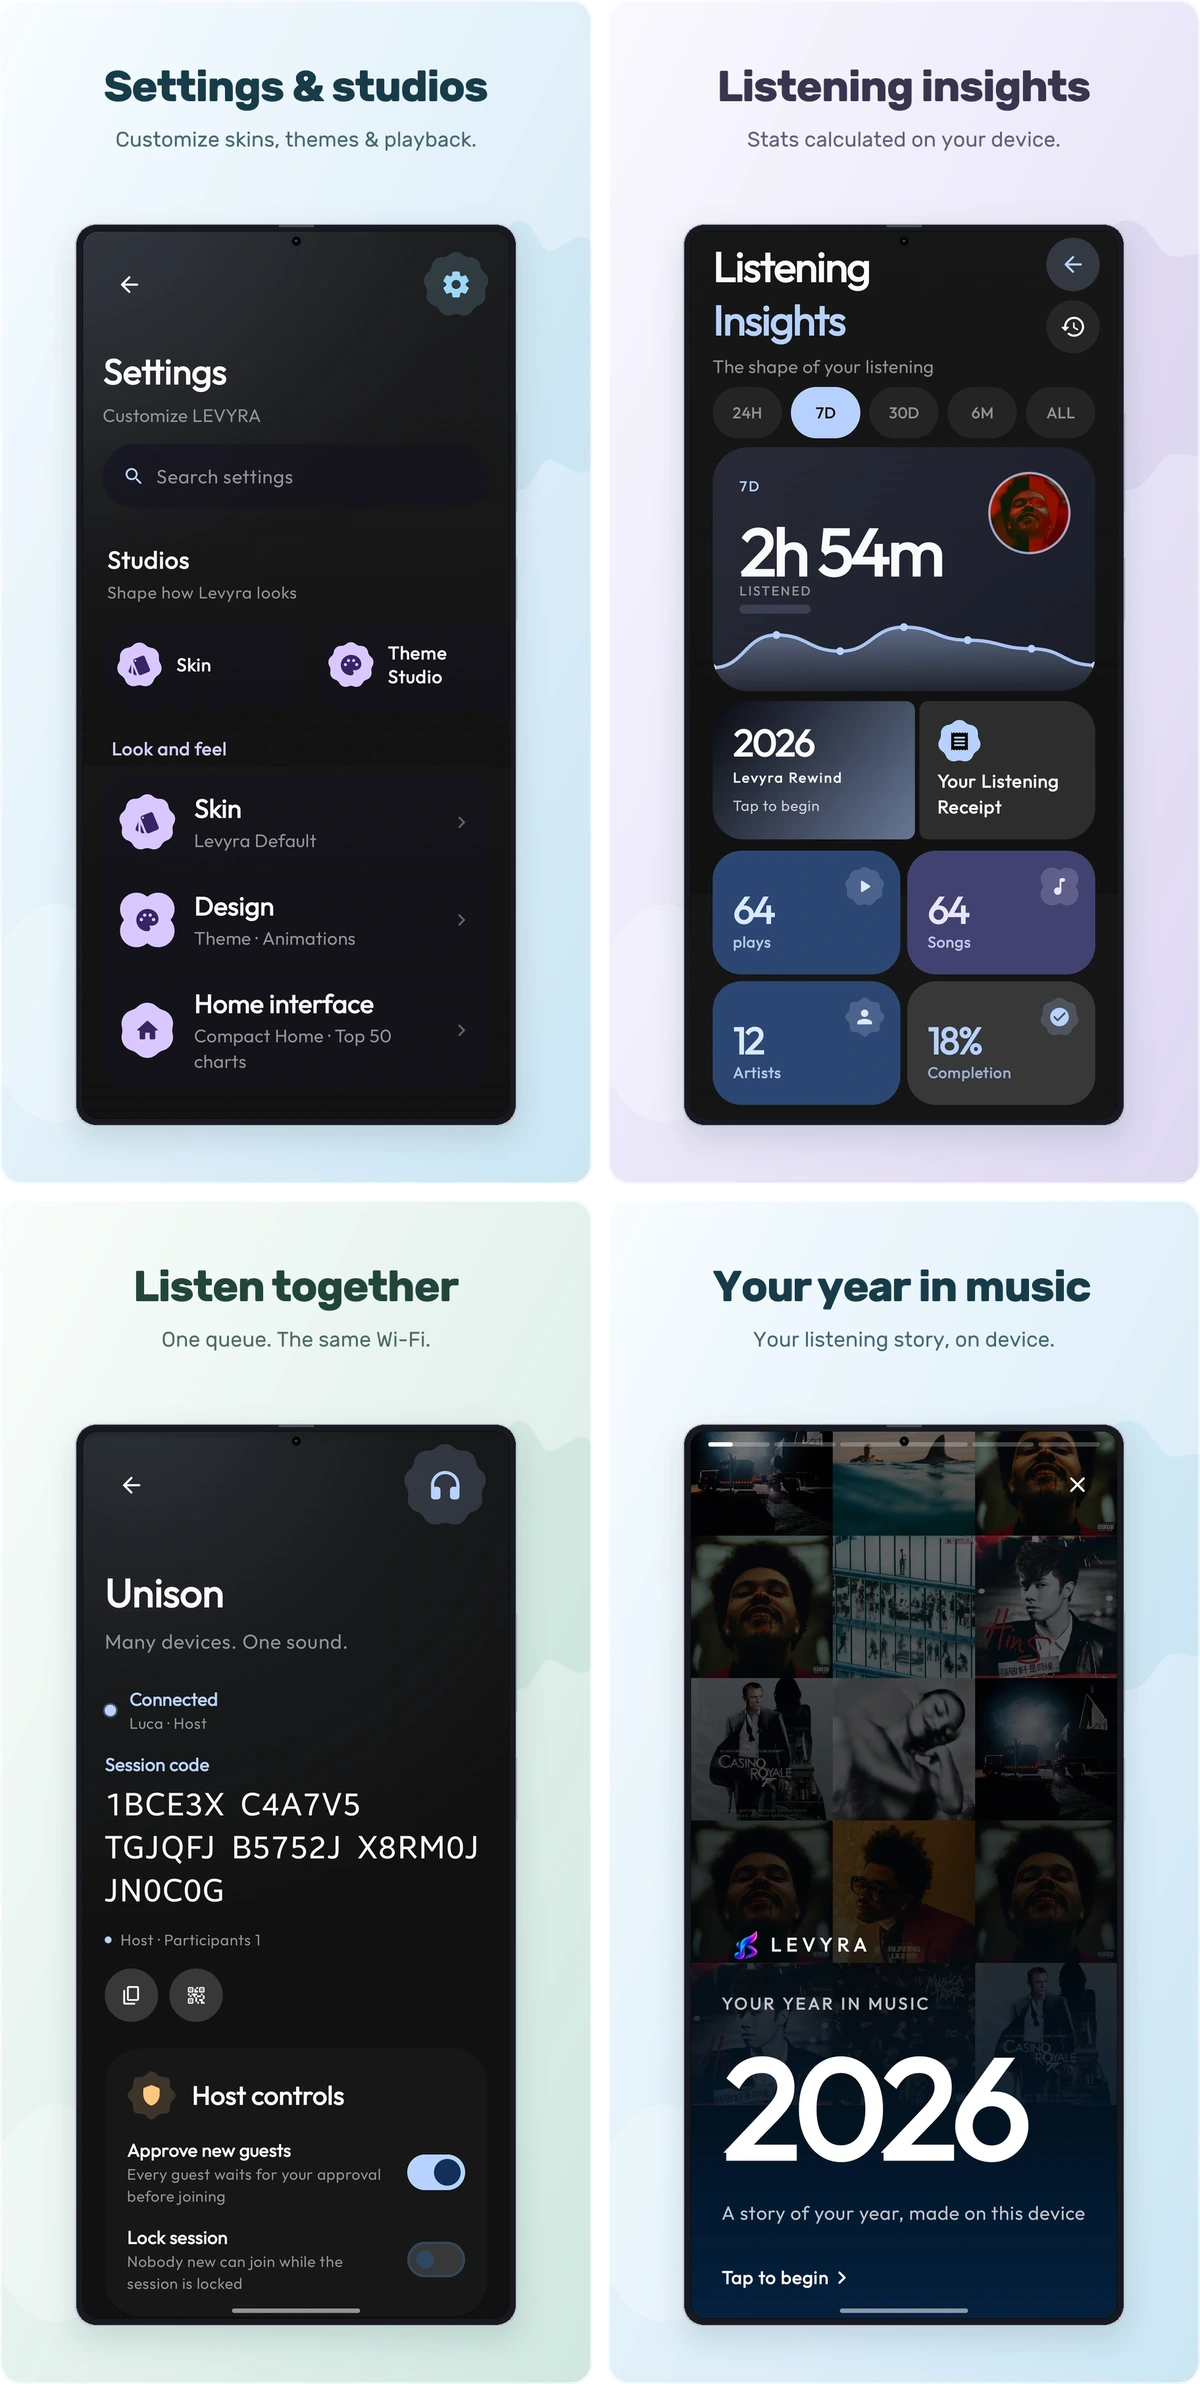 Settings & studios
Customize skins, themes & playback.
Settings
Customize LEVYRA
Search settings
Studios
Shape how Levyra looks
Skin
Theme
Studio
Look and feel
Skin
Levyra Default
Design
Theme · Animations
Home interface
Compact Home · Top 50
charts
Listening insights
Stats calculated on your device.
Listening
Insights
The shape of your listening
24H
7D
30D
6M
ALL
7D
2h 54m
LISTENED
2026
Levyra Rewind
Tap to begin
Your Listening
Receipt
64
plays
64
Songs
12
Artists
18%
Completion
Listen together
One queue. The same Wi-Fi.
Unison
Many devices. One sound.
Connected
Luca · Host
Session code
1BCE3X C4A7V5
TGJQFJ B5752J X8RM0J
JN0C0G
Host · Participants 1
Host controls
Approve new guests
Every guest waits for your approval
before joining
Lock session
Nobody new can join while the
session is locked
Your year in music
Your listening story, on device.
CASINO
ROYALE
LEVYRA
YOUR YEAR IN MUSIC
CASINO
ROYALE
2026
A story of your year, made on this device
Tap to begin